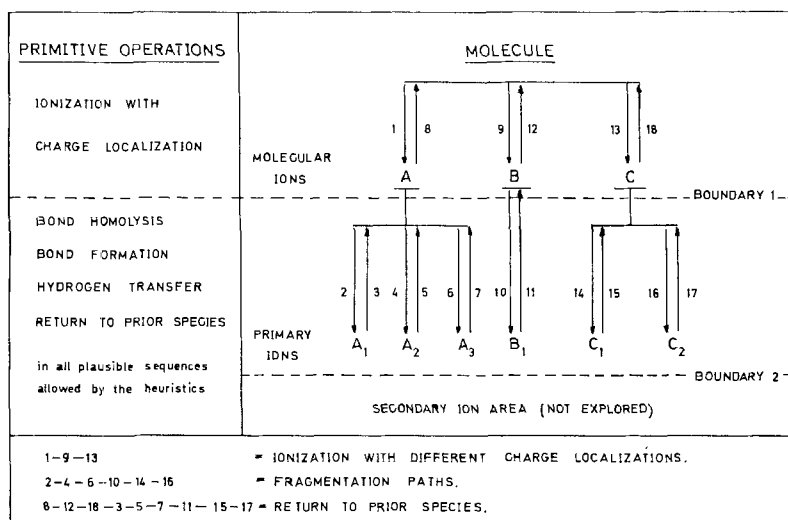 PRIMITIVE OPERATIONS
IONIZATION WITH
CHARGE LOCALIZATION
BOND HOMOLYSIS
BOND FORMATION
HYDROGEN TRANSFER
RETURN TO PRIOR SPECIES
in all plausible sequences
allowed by the heuristics
MOLECULE
1 8 9 12 13 18
MOLECULAR
IONS
A B C
BOUNDARY 1
2 3 4 5 6 7 10 11 14 15 16 17
PRIMARY
IDNS
A1 A2 A3 B1 C1 C2
BOUNDARY 2
SECONDARY ION AREA (NOT EXPLORED)
1-9-13 = IONIZATION WITH DIFFERENT CHARGE LOCALIZATIONS.
2-4-6-10-14-16 = FRAGMENTATION PATHS.
8-12-18-3-5-7-11-15-17 = RETURN TO PRIOR SPECIES.